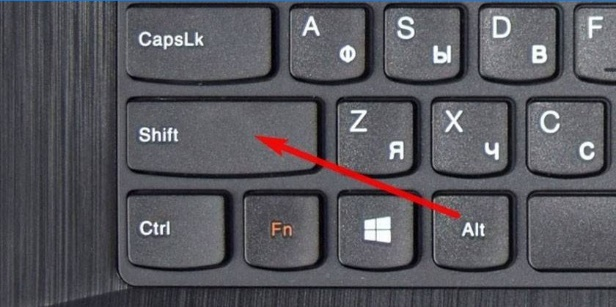 CapsLk A Ф S Ы D В F
Shift Z Я X Ч C С
Ctrl Fn Alt